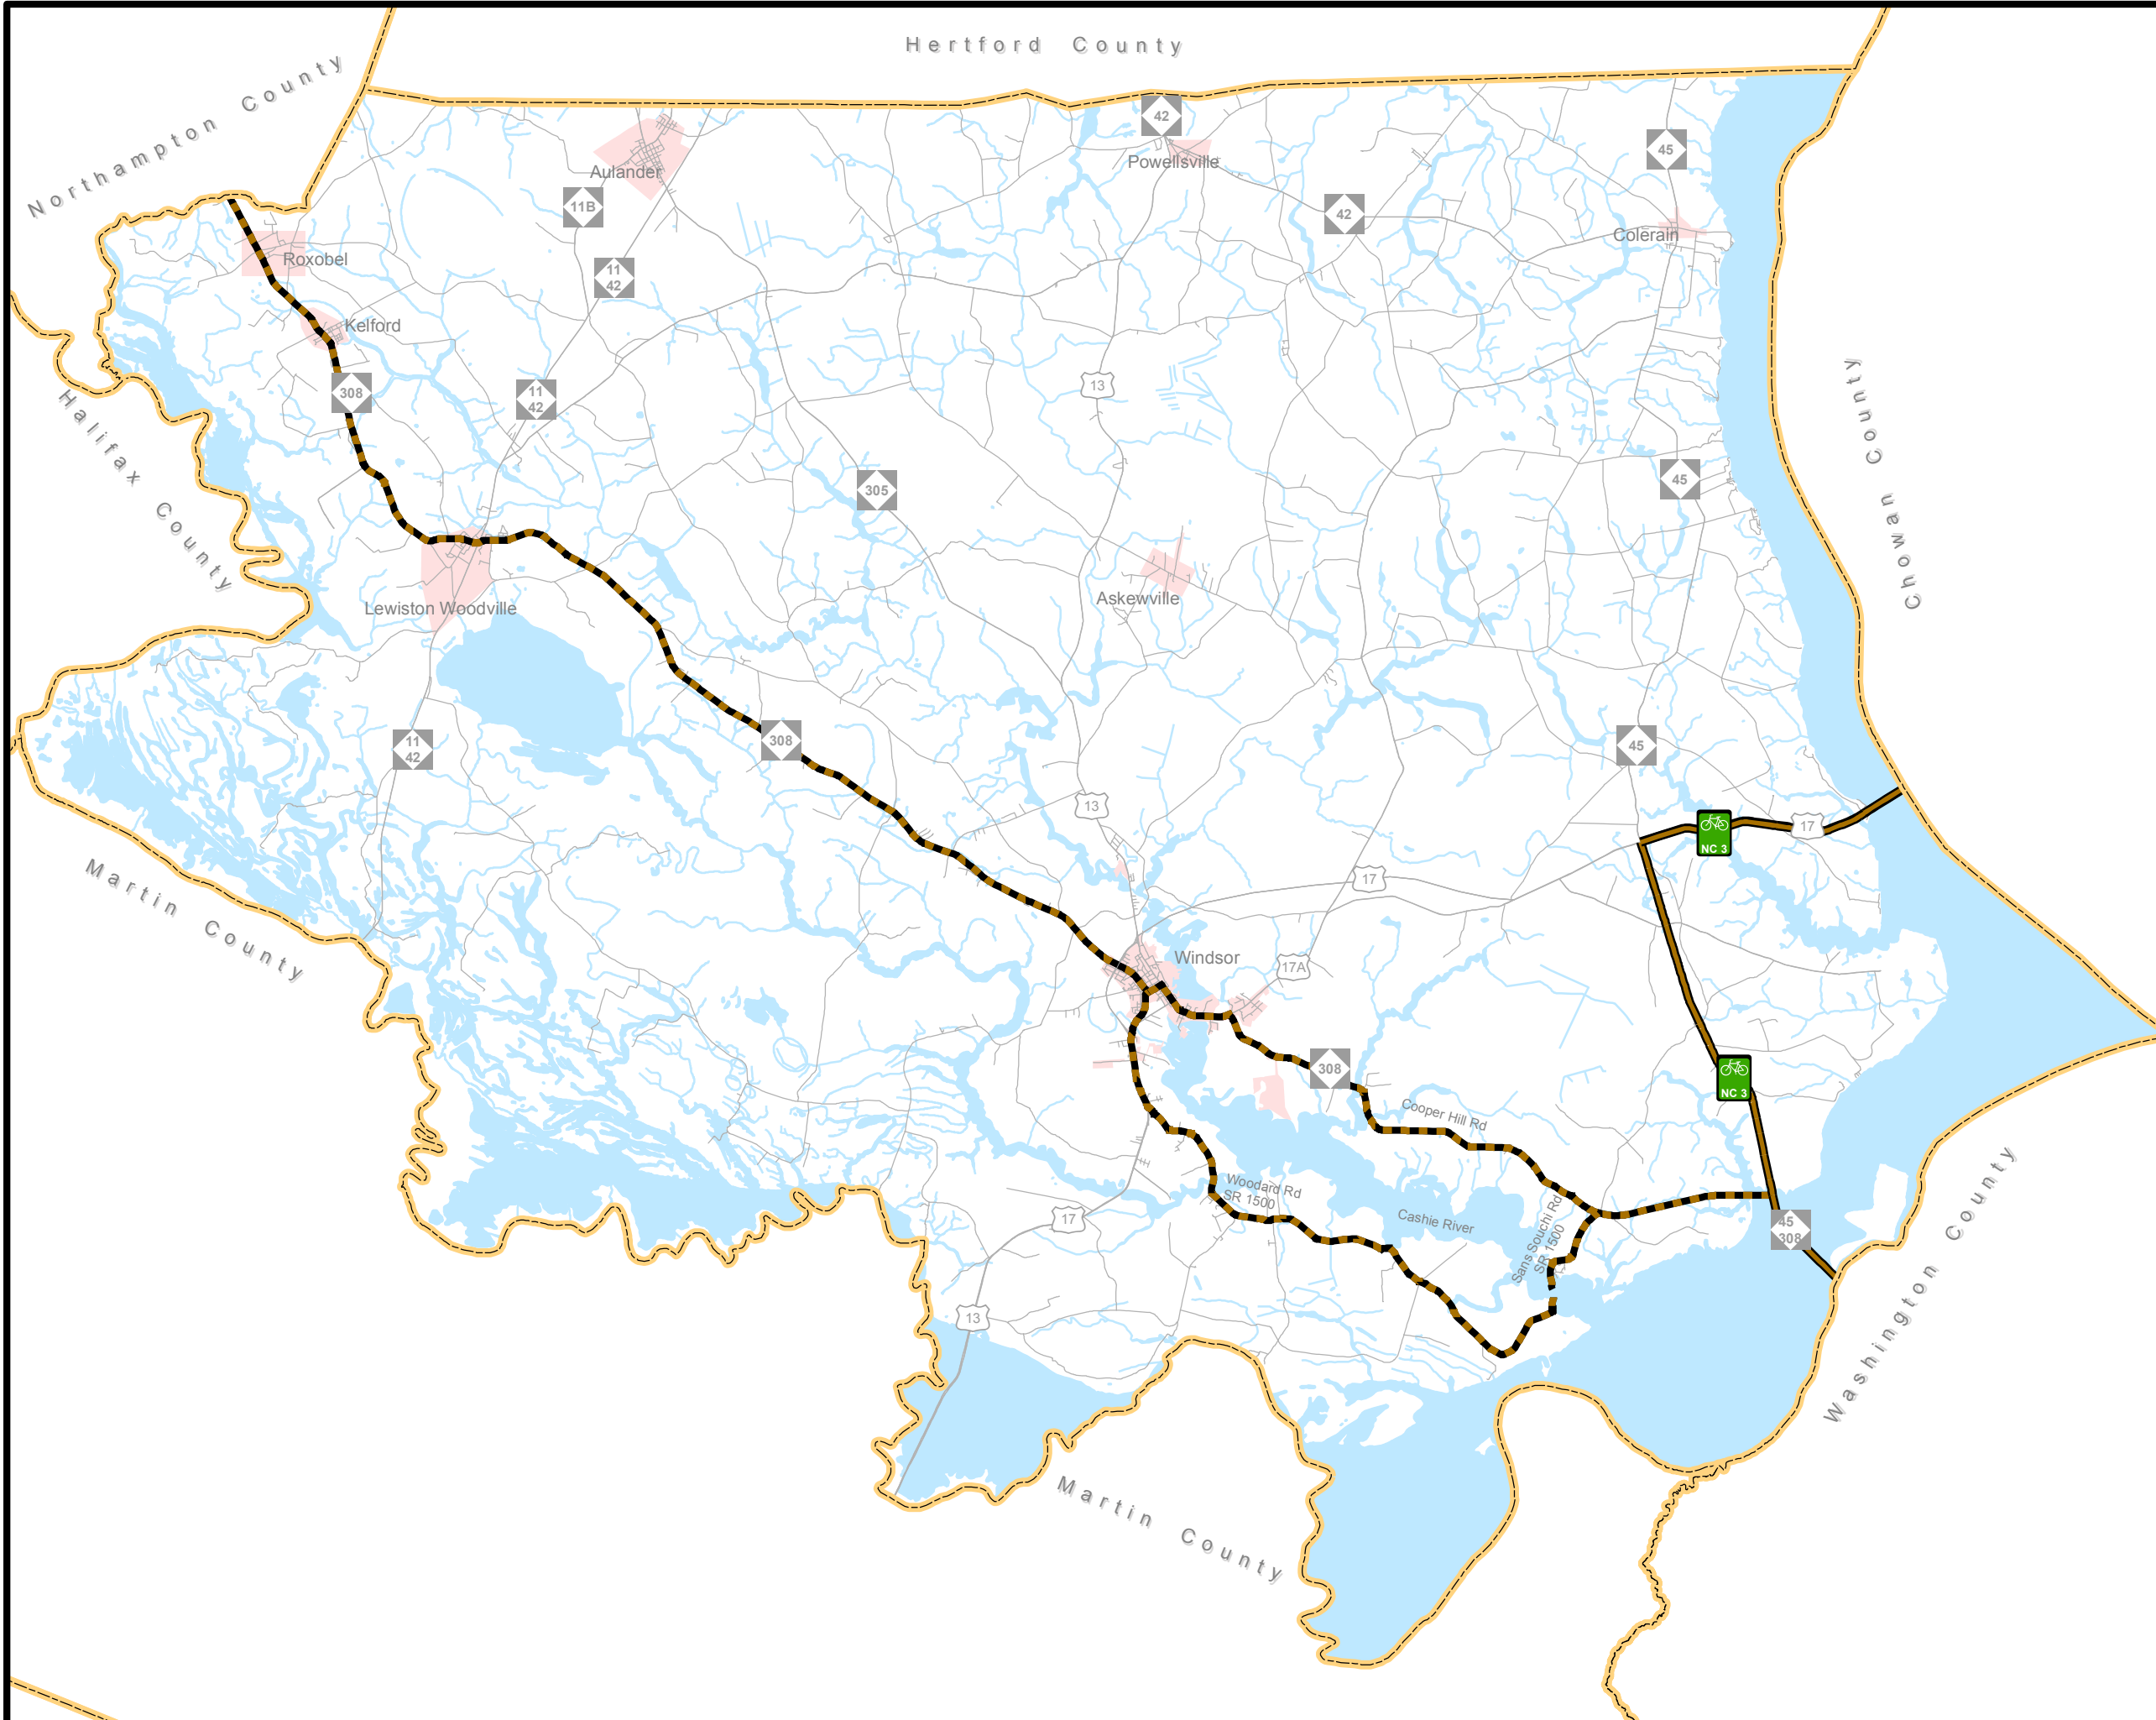 Hertford County
Northampton County
42
Powellsville
45
Aulander
11B
42
Colerain
Roxobel
11
42
Kelford
308
11
42
13
Chowan County
Halifax County
305
45
Askewville
Lewiston Woodville
308
11
42
45
13
NC 3
17
17
Martin County
Windsor
17A
308
NC 3
Cooper Hill Rd
Woodard Rd
SR 1500
Cashie River
Sans Souchi Rd
SR 1500
17
45
308
Washington County
13
Martin County